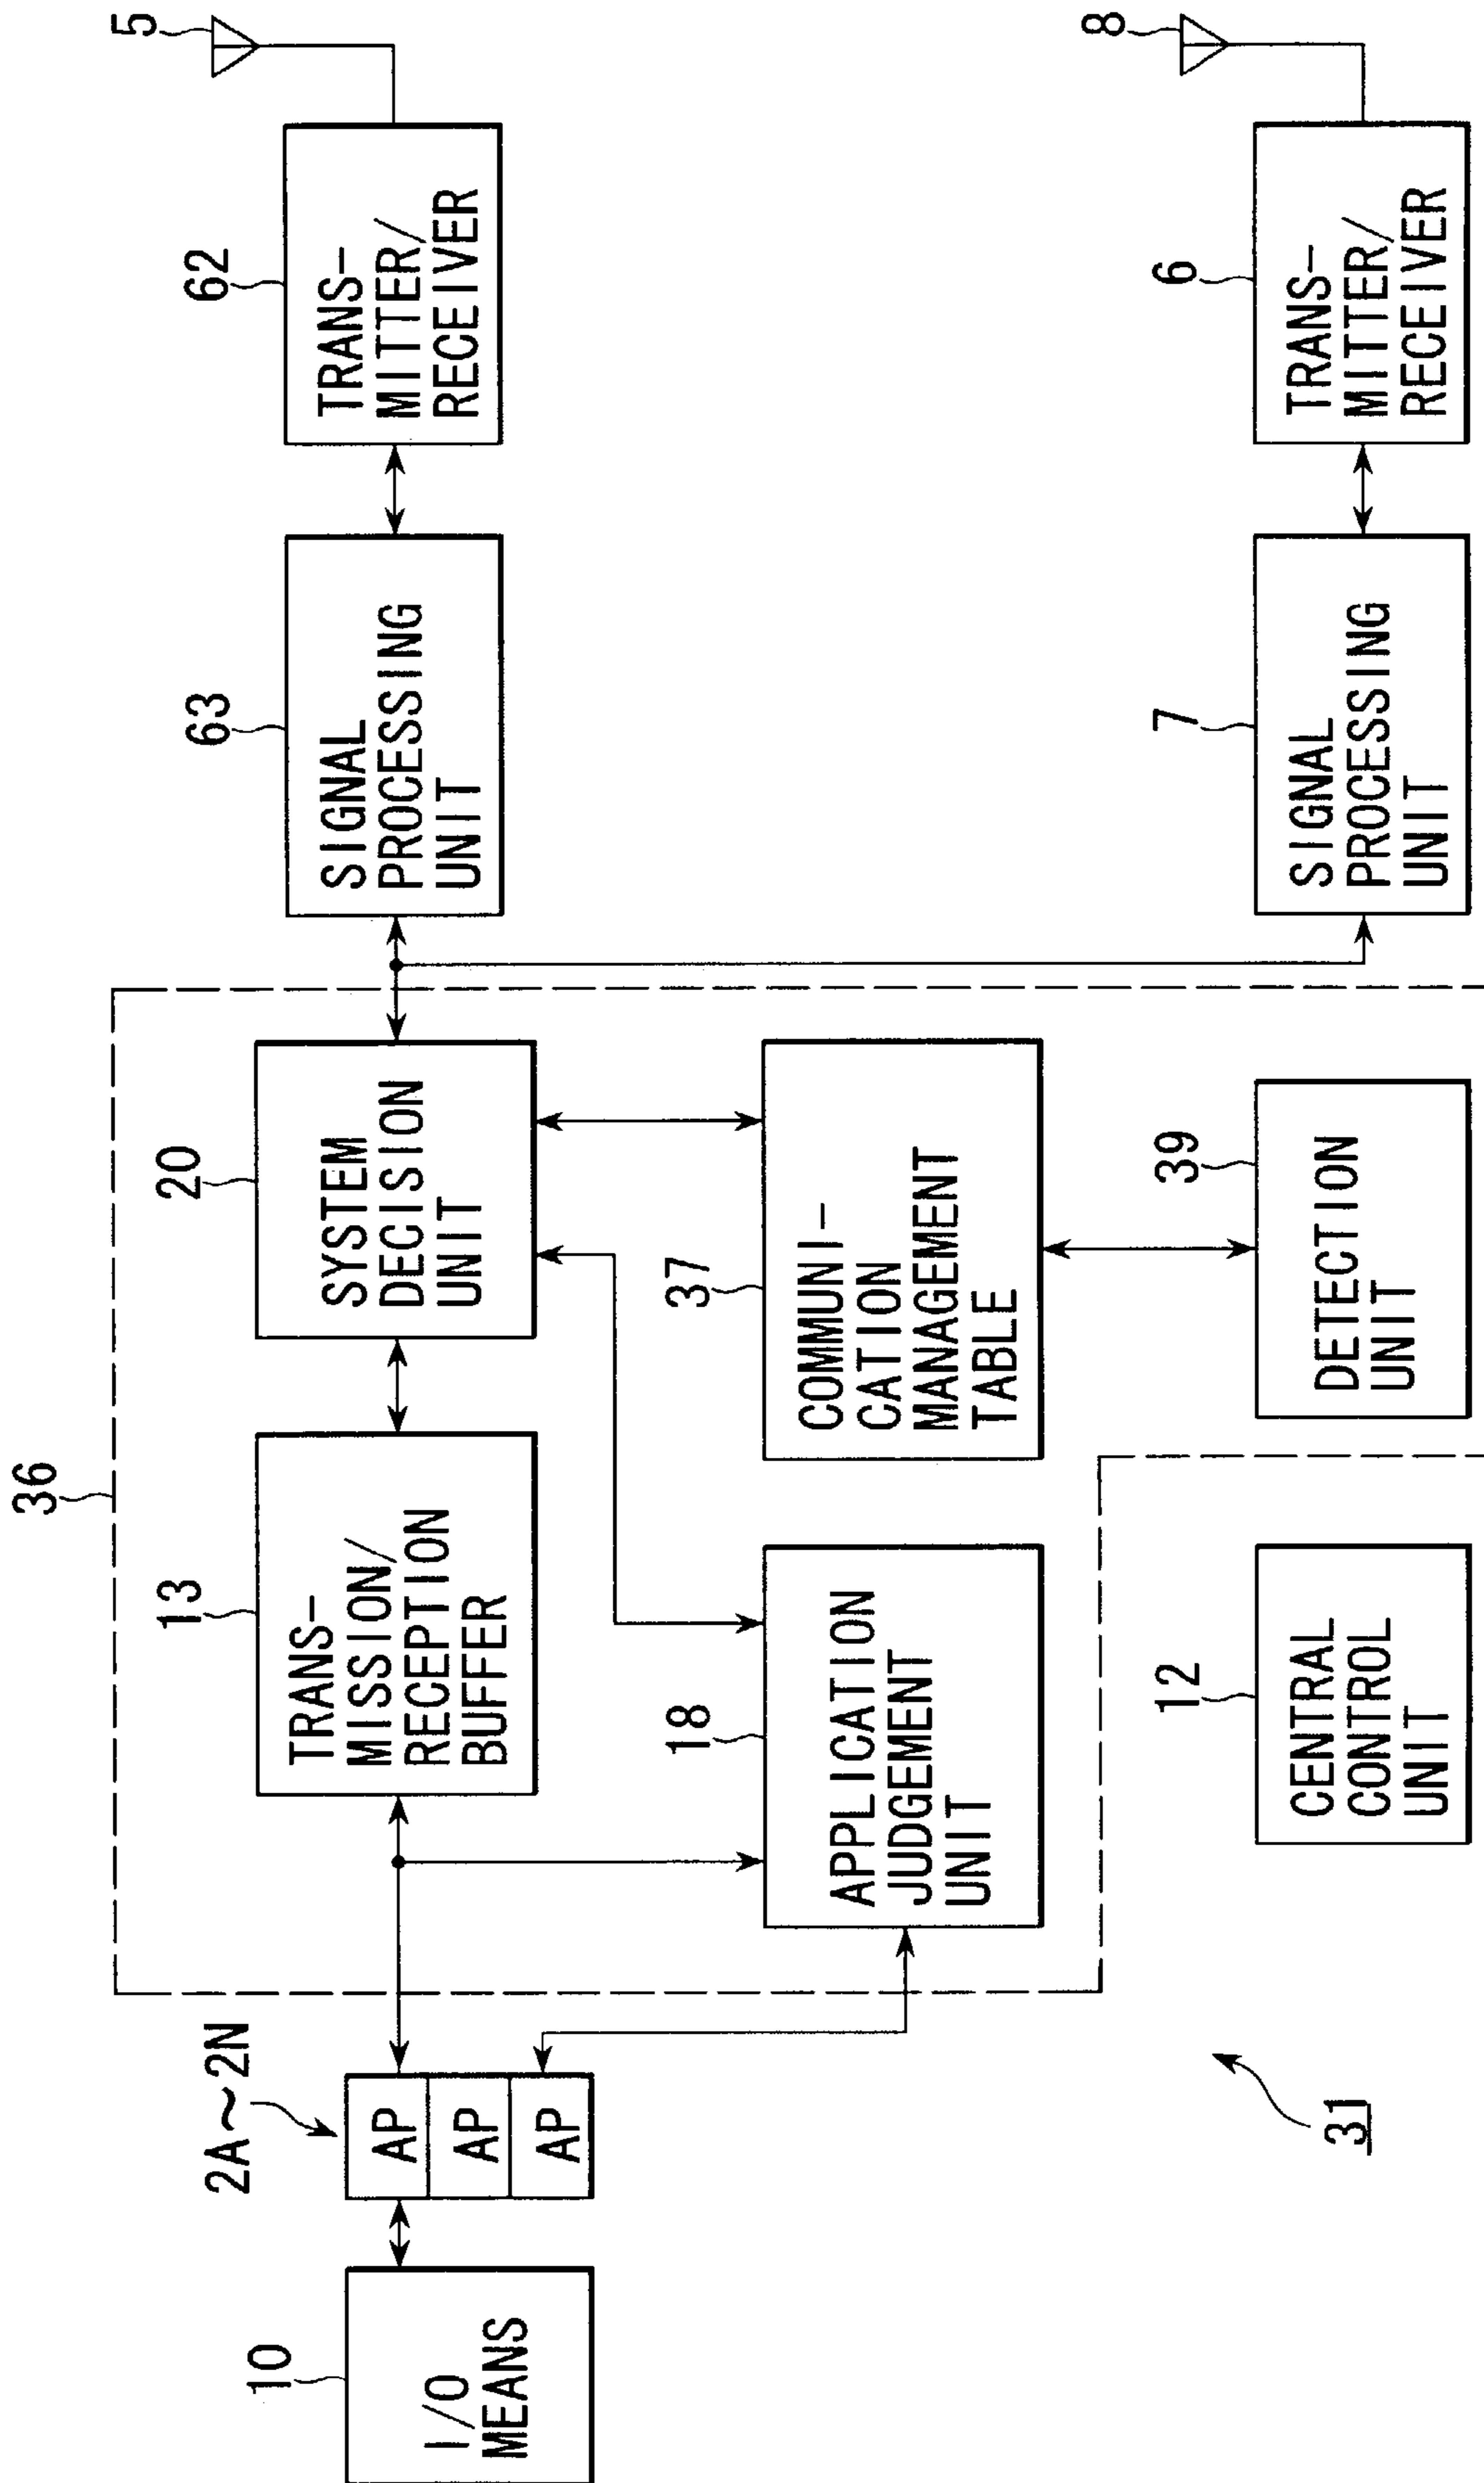 36
10
I/O
MEANS
2A~2N
AP
AP
AP
13
TRANS-
MISSION/
RECEPTION
BUFFER
20
SYSTEM
DECISION
UNIT
63
SIGNAL
PROCESSING
UNIT
62
TRANS-
MITTER/
RECEIVER
5
18
APPLICATION
JUDGEMENT
UNIT
37
COMMUNI-
CATION
MANAGEMENT
TABLE
12
CENTRAL
CONTROL
UNIT
39
DETECTION
UNIT
7
SIGNAL
PROCESSING
UNIT
6
TRANS-
MITTER/
RECEIVER
8
31